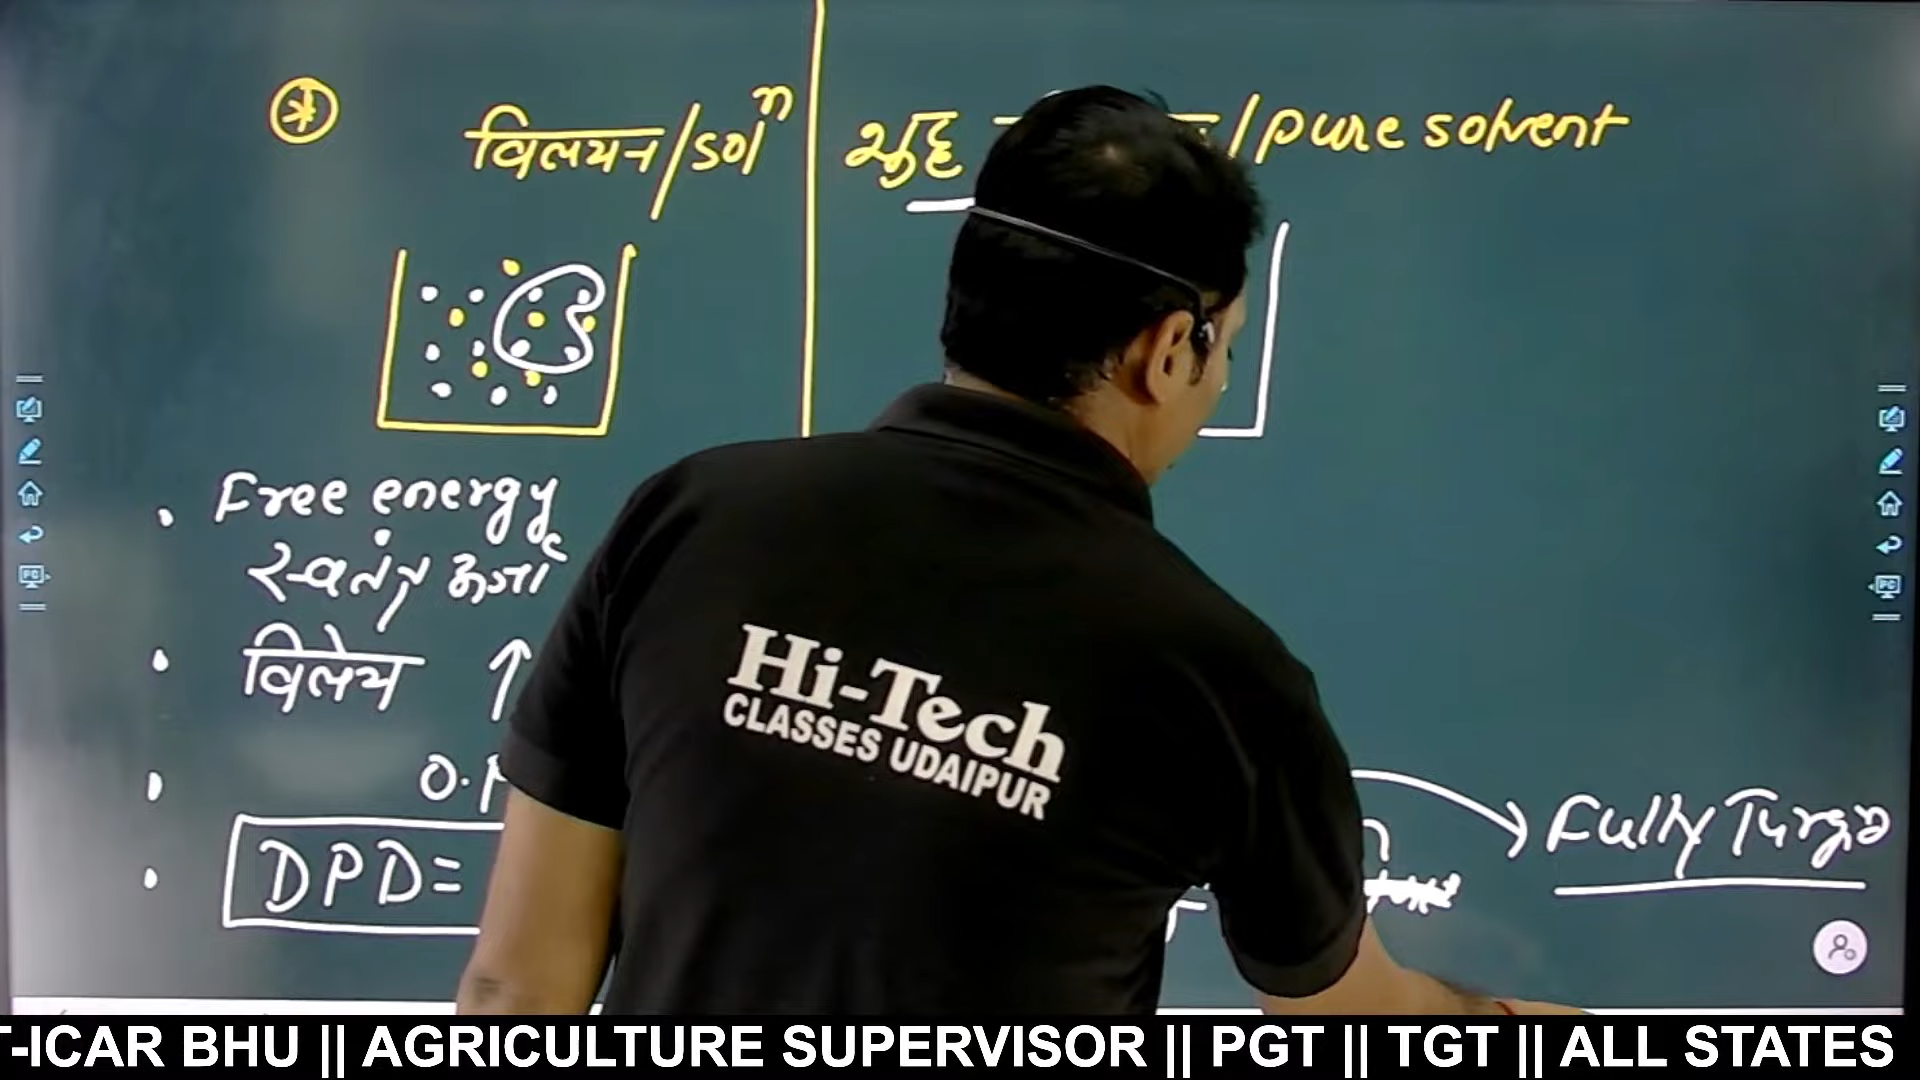 विलयन/solⁿ
शुद्ध / pure solvent
Free energy
स्वतंत्र ऊर्जा
विलेय ↑
DPD=
Fully Turgid
Hi-Tech
CLASSES UDAIPUR
T-ICAR BHU || AGRICULTURE SUPERVISOR || PGT || TGT || ALL STATES